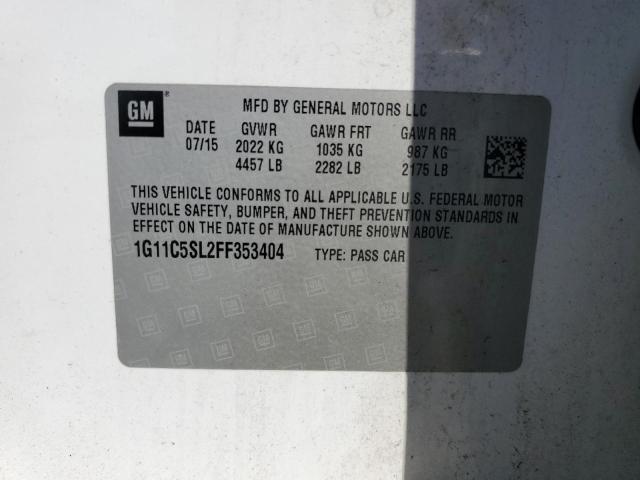 GM®
MFD BY GENERAL MOTORS LLC
DATE GVWR GAWR FRT GAWR RR
07/15 2022 KG 1035 KG 987 KG
4457 LB 2282 LB 2175 LB
THIS VEHICLE CONFORMS TO ALL APPLICABLE U.S. FEDERAL MOTOR
VEHICLE SAFETY, BUMPER, AND THEFT PREVENTION STANDARDS IN
EFFECT ON THE DATE OF MANUFACTURE SHOWN ABOVE.
1G11C5SL2FF353404 TYPE: PASS CAR